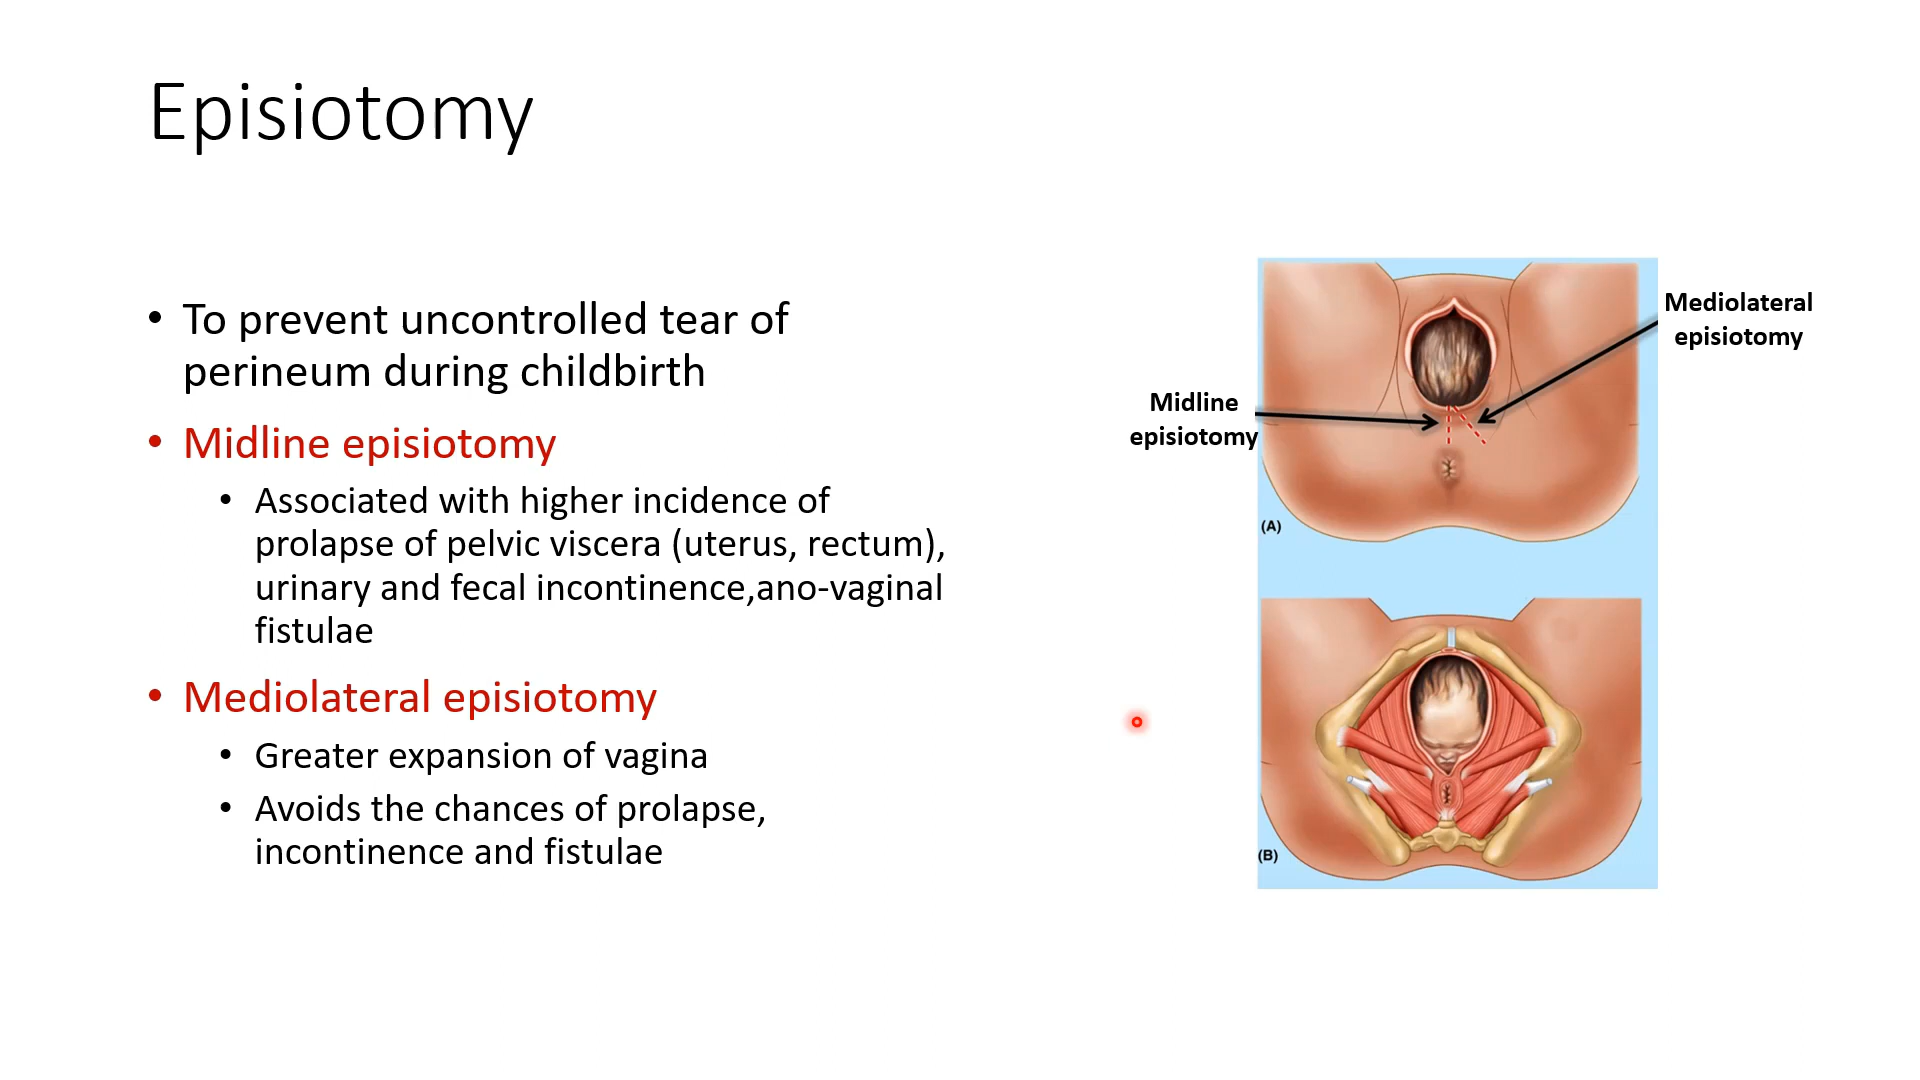 Episiotomy
• To prevent uncontrolled tear of
perineum during childbirth
• Midline episiotomy
• Associated with higher incidence of
prolapse of pelvic viscera (uterus, rectum),
urinary and fecal incontinence,ano-vaginal
fistulae
• Mediolateral episiotomy
• Greater expansion of vagina
• Avoids the chances of prolapse,
incontinence and fistulae
Mediolateral
episiotomy
Midline
episiotomy
(A)
(B)